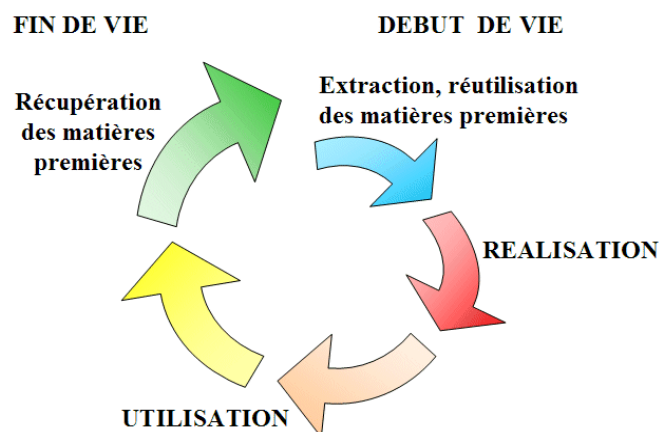 FIN DE VIE
DEBUT DE VIE
Extraction, réutilisation
des matières premières
Récupération
des matières
premières
REALISATION
UTILISATION